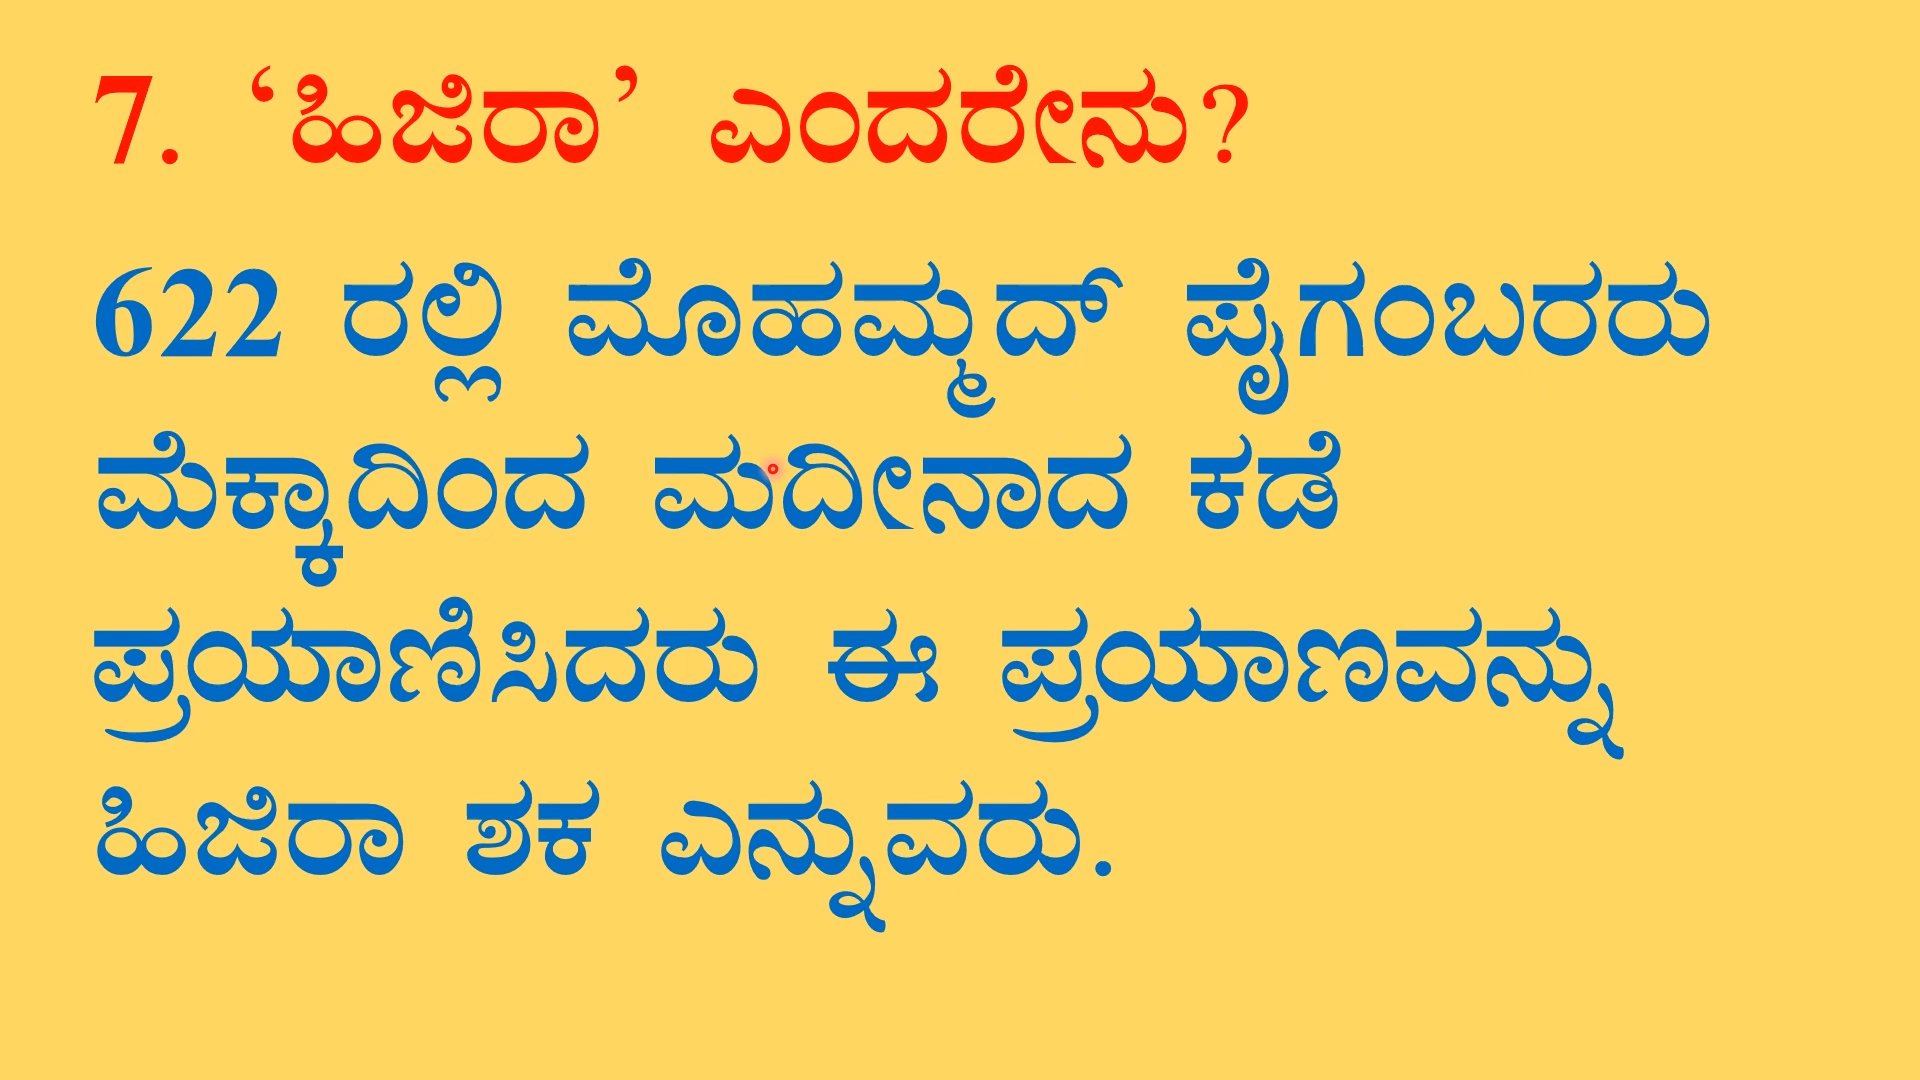 7. ‘ಹಿಜಿರಾ’ ಎಂದರೇನು?
622 ರಲ್ಲಿ ಮೊಹಮ್ಮದ್ ಪೈಗಂಬರರು
ಮೆಕ್ಕಾದಿಂದ ಮದೀನಾದ ಕಡೆ
ಪ್ರಯಾಣಿಸಿದರು ಈ ಪ್ರಯಾಣವನ್ನು
ಹಿಜಿರಾ ಶಕ ಎನ್ನುವರು.